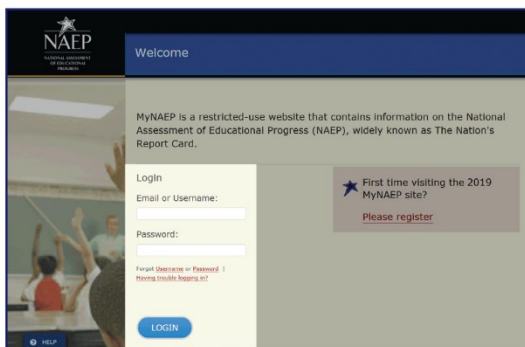 NAEP
NATIONAL ASSESSMENT
OF EDUCATIONAL
PROGRESS
Welcome
MyNAEP is a restricted-use website that contains information on the National
Assessment of Educational Progress (NAEP), widely known as The Nation's
Report Card.
Login
Email or Username:
Password:
Forgot Username or Password |
Having trouble logging in?
LOGIN
First time visiting the 2019
MyNAEP site?
Please register
HELP